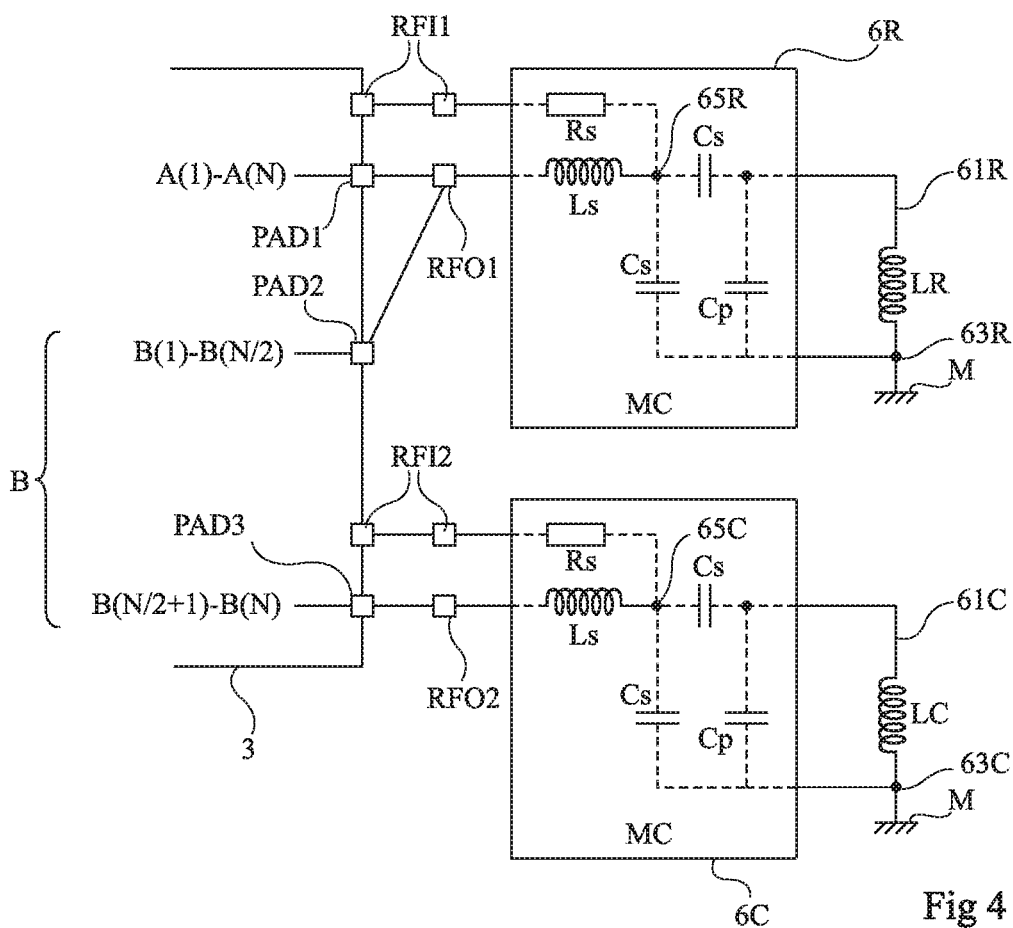 RFI1
6R
65R
Rs
Cs
A(1)-A(N)
Ls
61R
PAD1
RFO1
PAD2
Cs
Cp
LR
B(1)-B(N/2)
63R
M
MC
B
RFI2
PAD3
65C
Rs
Cs
B(N/2+1)-B(N)
Ls
61C
RFO2
Cs
Cp
LC
3
63C
M
MC
6C
Fig 4